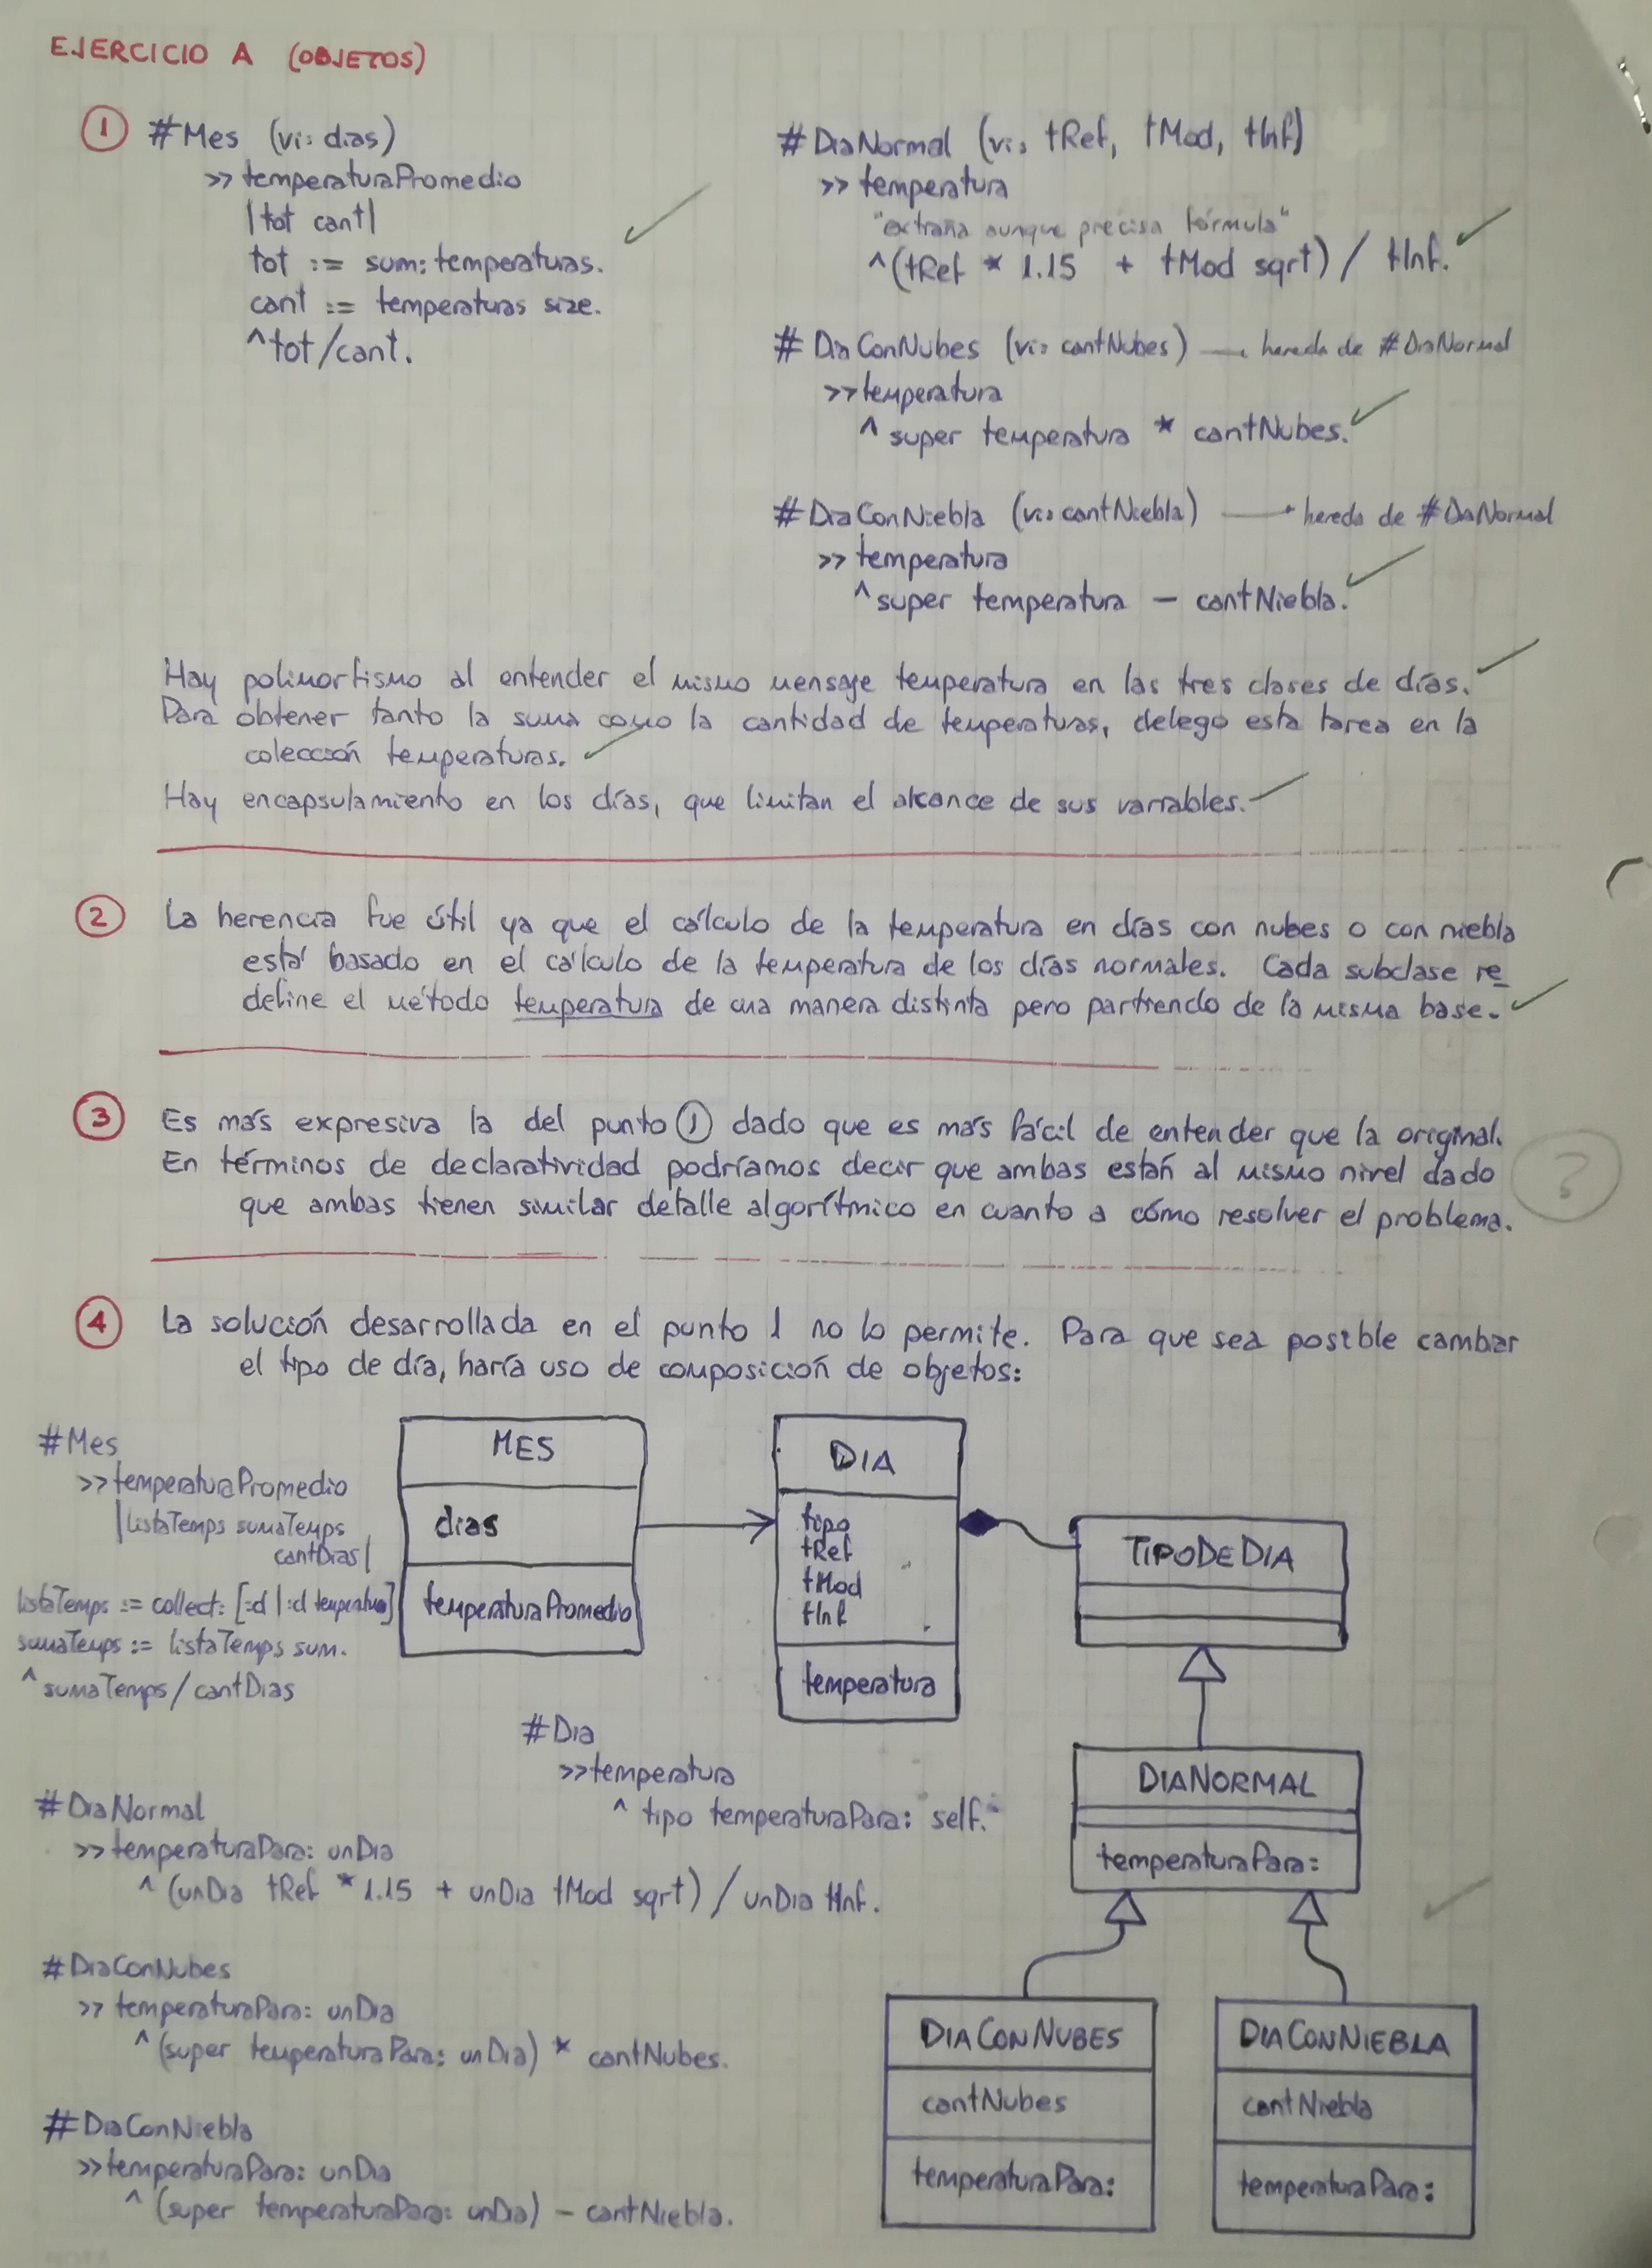 EJERCICIO A (OBJETOS)
① #Mes (vi: dias)
>> temperaturaPromedio
|tot cant|
tot := sum: temperaturas.
cant := temperaturas size.
^tot/cant.
#DiaNormal (vi: tRef, tMod, tInf)
>> temperatura
"extraña aunque precisa fórmula"
^(tRef * 1.15 + tMod sqrt) / tInf.
#DiaConNubes (vi: cantNubes) → hereda de #DiaNormal
>> temperatura
^ super temperatura * cantNubes.
#DiaConNiebla (vi: cantNiebla) → hereda de #DiaNormal
>> temperatura
^ super temperatura - cantNiebla.
Hay polimorfismo al entender el mismo mensaje temperatura en las tres clases de días.
Para obtener tanto la suma como la cantidad de temperaturas, delego esta tarea en la
colección temperaturas.
Hay encapsulamiento en los días, que limitan el alcance de sus variables.
② La herencia fue útil ya que el cálculo de la temperatura en días con nubes o con niebla
está basado en el cálculo de la temperatura de los días normales. Cada subclase re
define el método temperatura de una manera distinta pero partiendo de la misma base.
③ Es más expresiva la del punto ① dado que es más fácil de entender que la original.
En términos de declaratividad podríamos decir que ambas están al mismo nivel dado
que ambas tienen similar detalle algorítmico en cuanto a cómo resolver el problema.
?
④ La solución desarrollada en el punto 1 no lo permite. Para que sea posible cambiar
el tipo de día, haría uso de composición de objetos:
#Mes
>> temperaturaPromedio
|listaTemps sumaTemps
cantDias|
listaTemps := collect: [:d | :d temperatura]
sumaTemps := listaTemps sum.
^ sumaTemps / cantDias
MES
dias
temperaturaPromedio
DIA
tipo
tRef
tMod
tInf
temperatura
TIPODEDIA
#Dia
>> temperatura
^ tipo temperaturaPara: self.
DIANORMAL
temperaturaPara:
#DiaNormal
>> temperaturaPara: unDia
^ (unDia tRef * 1.15 + unDia tMod sqrt) / unDia tInf.
#DiaConNubes
>> temperaturaPara: unDia
^ (super temperaturaPara: unDia) * cantNubes.
#DiaConNiebla
>> temperaturaPara: unDia
^ (super temperaturaPara: unDia) - cantNiebla.
DIACONNUBES
cantNubes
temperaturaPara:
DIACONNIEBLA
cantNiebla
temperaturaPara: